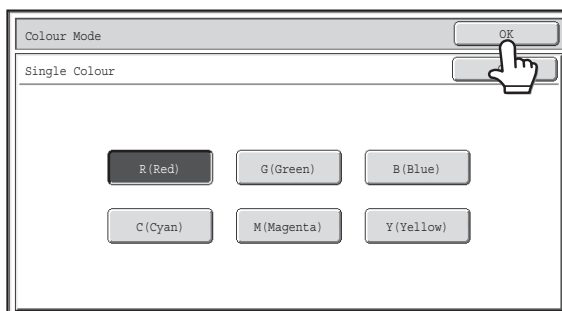 Colour Mode
OK
Single Colour
R(Red)
G(Green)
B(Blue)
C(Cyan)
M(Magenta)
Y(Yellow)